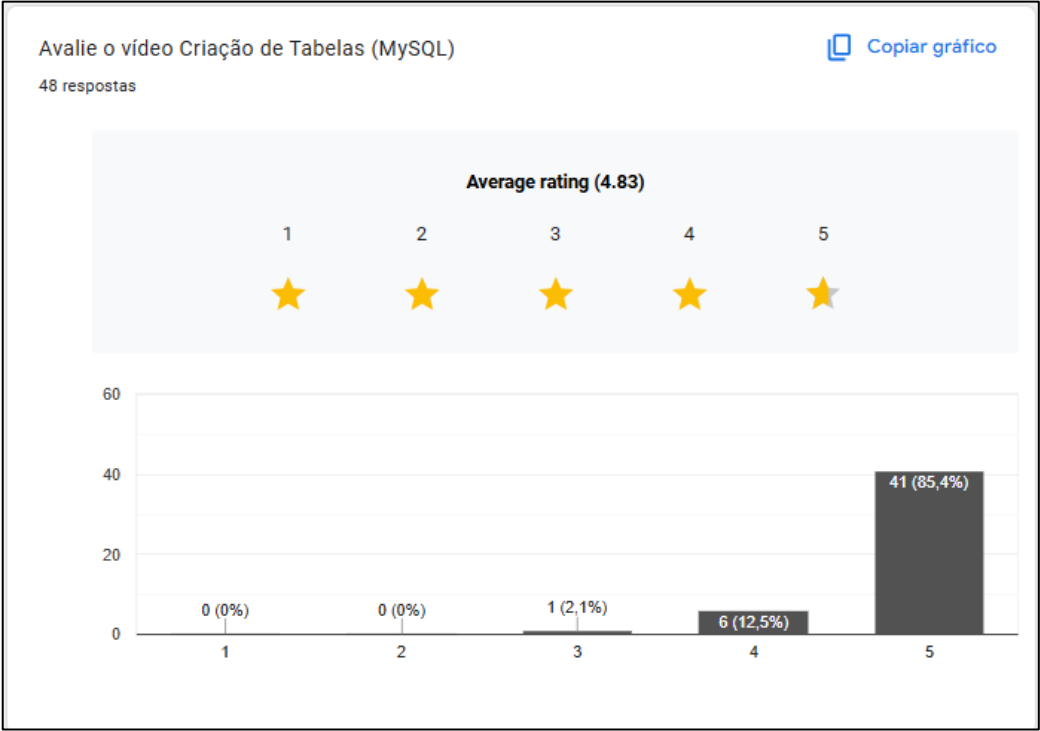 Avalie o vídeo Criação de Tabelas (MySQL)
Copiar gráfico
48 respostas
Average rating (4.83)
1 2 3 4 5
60
40
20
0
0 (0%) 0 (0%) 1 (2,1%) 6 (12,5%) 41 (85,4%)
1 2 3 4 5